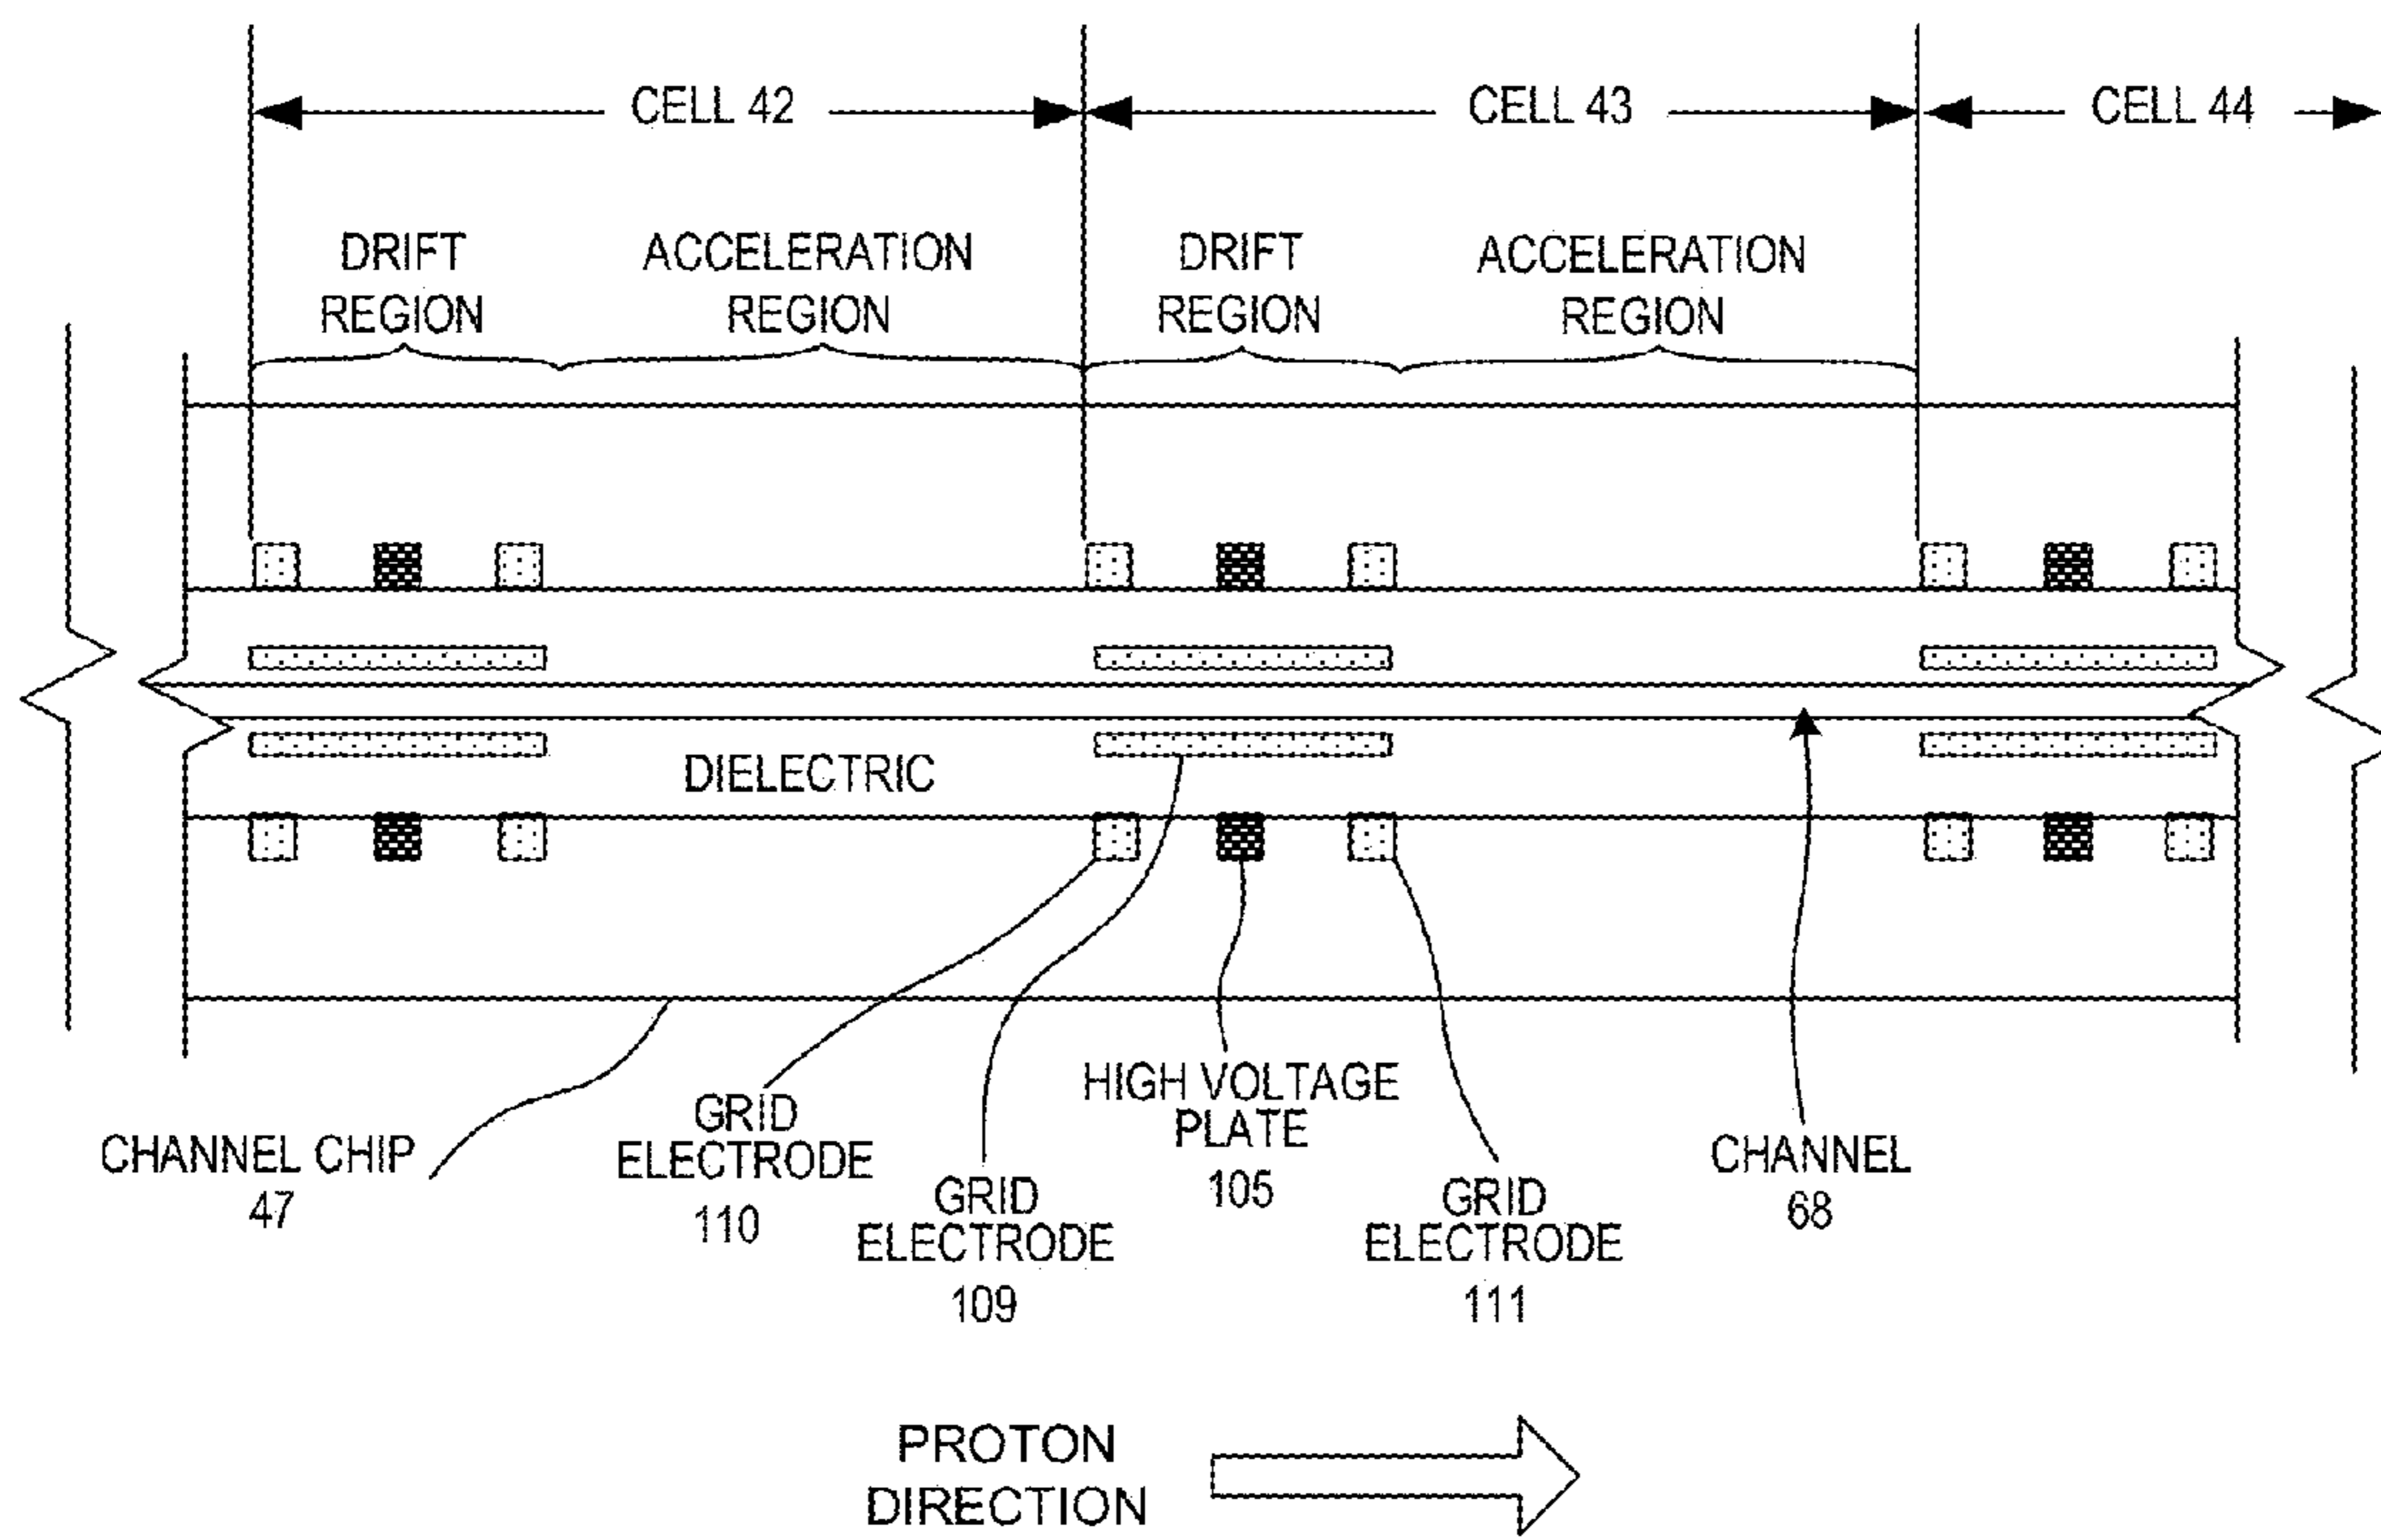 CELL 42
CELL 43
CELL 44
DRIFT
REGION
ACCELERATION
REGION
DRIFT
REGION
ACCELERATION
REGION
DIELECTRIC
CHANNEL CHIP
47
GRID
ELECTRODE
110
GRID
ELECTRODE
109
HIGH VOLTAGE
PLATE
105
GRID
ELECTRODE
111
CHANNEL
68
PROTON
DIRECTION